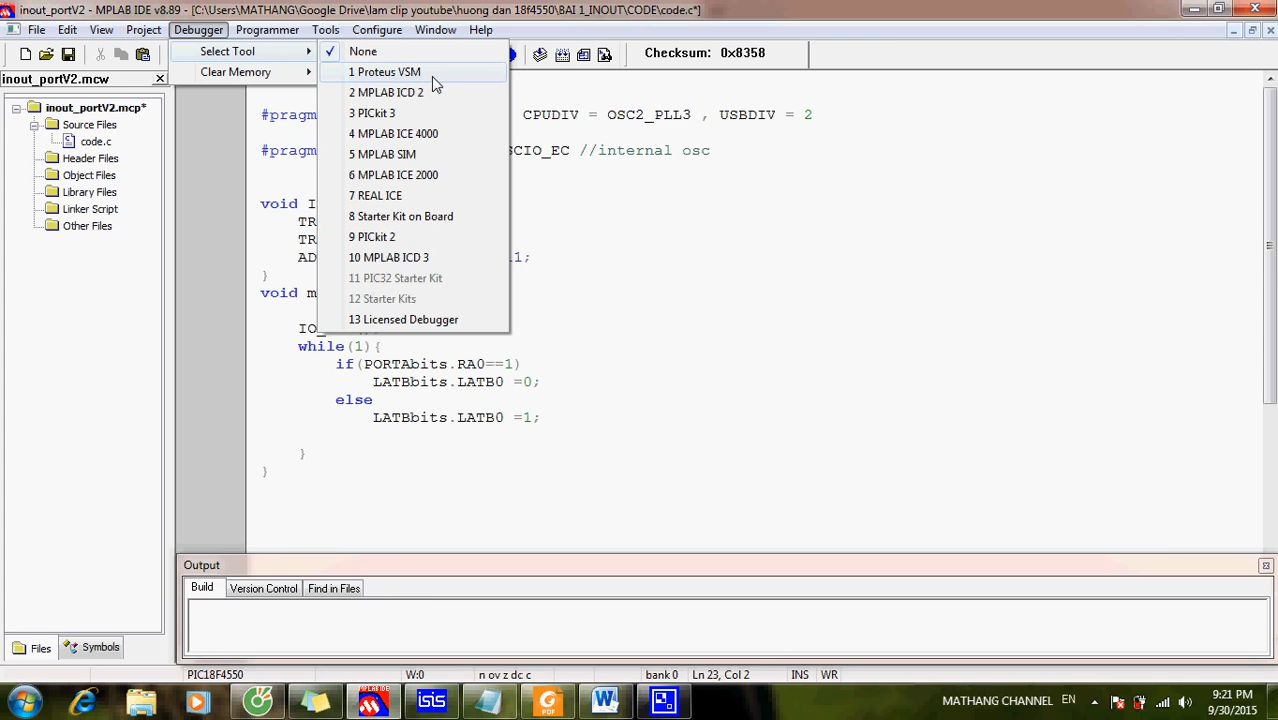 inout_portV2 - MPLAB IDE v8.89 - [C:\Users\MATHANG\Google Drive\lam clip youtube\huong dan 18f4550\BAI 1_INOUT\CODE\code.c*]
File Edit View Project Debugger Programmer Tools Configure Window Help
Checksum: 0x8358
inout_portV2.mcw
inout_portV2.mcp*
Source Files
code.c
Header Files
Object Files
Library Files
Linker Script
Other Files
Files Symbols
Select Tool
Clear Memory
None
1 Proteus VSM
2 MPLAB ICD 2
3 PICkit 3
4 MPLAB ICE 4000
5 MPLAB SIM
6 MPLAB ICE 2000
7 REAL ICE
8 Starter Kit on Board
9 PICkit 2
10 MPLAB ICD 3
11 PIC32 Starter Kit
12 Starter Kits
13 Licensed Debugger
#pragm CPUDIV = OSC2_PLL3 , USBDIV = 2
#pragm SCIO_EC //internal osc
void I
TR
TR
AD 1;
}
void m
IO_
while(1){
if(PORTAbits.RA0==1)
LATBbits.LATB0 =0;
else
LATBbits.LATB0 =1;
}
}
Output
Build Version Control Find in Files
PIC18F4550 W:0 n ov z dc c bank 0 Ln 23, Col 2 INS WR
MPLAB IDE
isis
PDF
W
MATHANG CHANNEL EN
9:21 PM
9/30/2015